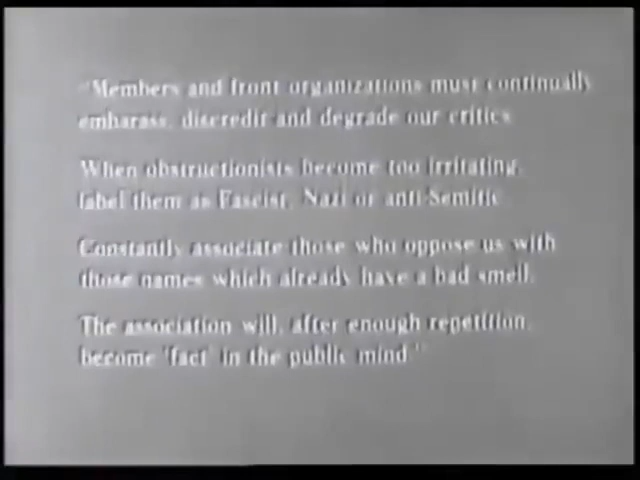 "Members and front organizations must continually
embarass, discredit and degrade our critics
When obstructionists become too irritating,
label them as Fascist, Nazi or anti-Semitic
Constantly associate those who oppose us with
those names which already have a bad smell.
The association will, after enough repetition,
become 'fact' in the public mind."